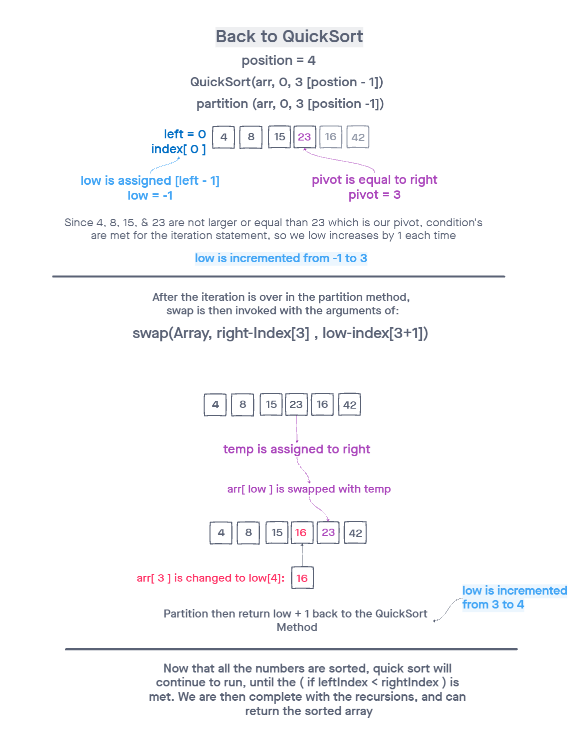 Back to QuickSort
position = 4
QuickSort(arr, 0, 3 [postion - 1])
partition (arr, 0, 3 [position -1])
left = 0
index[ 0 ]
4 8 15 23 16 42
low is assigned [left - 1]
low = -1
pivot is equal to right
pivot = 3
Since 4, 8, 15, & 23 are not larger or equal than 23 which is our pivot, condition's
are met for the iteration statement, so we low increases by 1 each time
low is incremented from -1 to 3
After the iteration is over in the partition method,
swap is then invoked with the arguments of:
swap(Array, right-Index[3] , low-index[3+1])
4 8 15 23 16 42
temp is assigned to right
arr[ low ] is swapped with temp
4 8 15 16 23 42
arr[ 3 ] is changed to low[4]: 16
low is incremented
from 3 to 4
Partition then return low + 1 back to the QuickSort
Method
Now that all the numbers are sorted, quick sort will
continue to run, until the ( if leftIndex < rightIndex ) is
met. We are then complete with the recursions, and can
return the sorted array